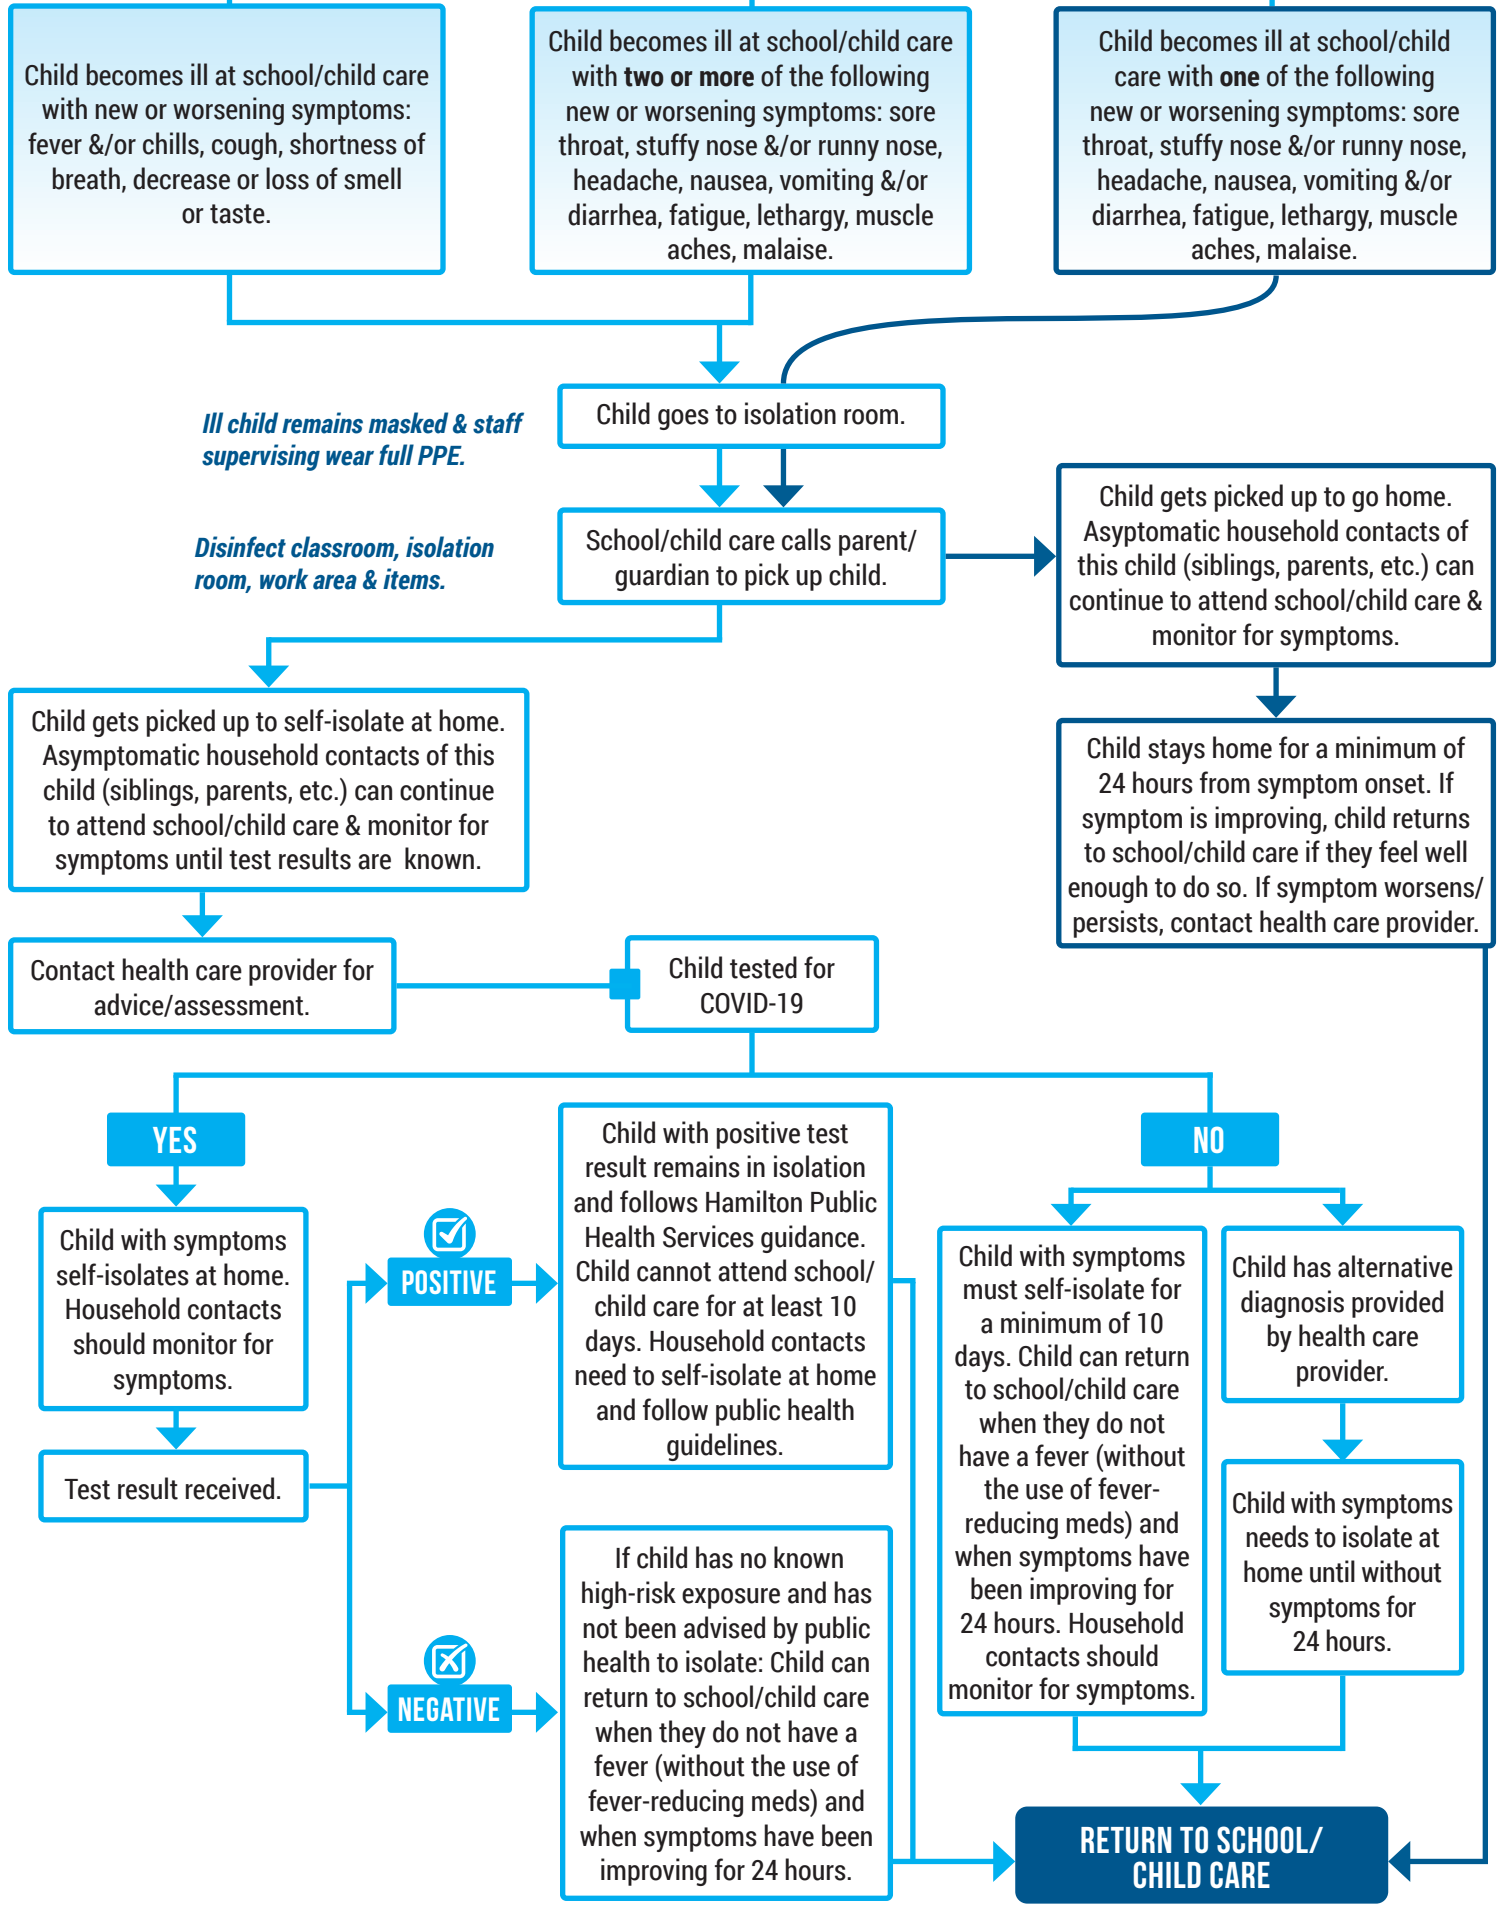 Child becomes ill at school/child care
with new or worsening symptoms:
fever &/or chills, cough, shortness of
breath, decrease or loss of smell
or taste.
Child becomes ill at school/child care
with two or more of the following
new or worsening symptoms: sore
throat, stuffy nose &/or runny nose,
headache, nausea, vomiting &/or
diarrhea, fatigue, lethargy, muscle
aches, malaise.
Child becomes ill at school/child
care with one of the following
new or worsening symptoms: sore
throat, stuffy nose &/or runny nose,
headache, nausea, vomiting &/or
diarrhea, fatigue, lethargy, muscle
aches, malaise.
Ill child remains masked & staff
supervising wear full PPE.
Child goes to isolation room.
Disinfect classroom, isolation
room, work area & items.
School/child care calls parent/
guardian to pick up child.
Child gets picked up to go home.
Asyptomatic household contacts of
this child (siblings, parents, etc.) can
continue to attend school/child care &
monitor for symptoms.
Child gets picked up to self-isolate at home.
Asymptomatic household contacts of this
child (siblings, parents, etc.) can continue
to attend school/child care & monitor for
symptoms until test results are known.
Child stays home for a minimum of
24 hours from symptom onset. If
symptom is improving, child returns
to school/child care if they feel well
enough to do so. If symptom worsens/
persists, contact health care provider.
Contact health care provider for
advice/assessment.
Child tested for
COVID-19
YES
Child with symptoms
self-isolates at home.
Household contacts
should monitor for
symptoms.
Test result received.
POSITIVE
Child with positive test
result remains in isolation
and follows Hamilton Public
Health Services guidance.
Child cannot attend school/
child care for at least 10
days. Household contacts
need to self-isolate at home
and follow public health
guidelines.
NEGATIVE
If child has no known
high-risk exposure and has
not been advised by public
health to isolate: Child can
return to school/child care
when they do not have a
fever (without the use of
fever-reducing meds) and
when symptoms have been
improving for 24 hours.
NO
Child with symptoms
must self-isolate for
a minimum of 10
days. Child can return
to school/child care
when they do not
have a fever (without
the use of fever-
reducing meds) and
when symptoms have
been improving for
24 hours. Household
contacts should
monitor for symptoms.
Child has alternative
diagnosis provided
by health care
provider.
Child with symptoms
needs to isolate at
home until without
symptoms for
24 hours.
RETURN TO SCHOOL/
CHILD CARE